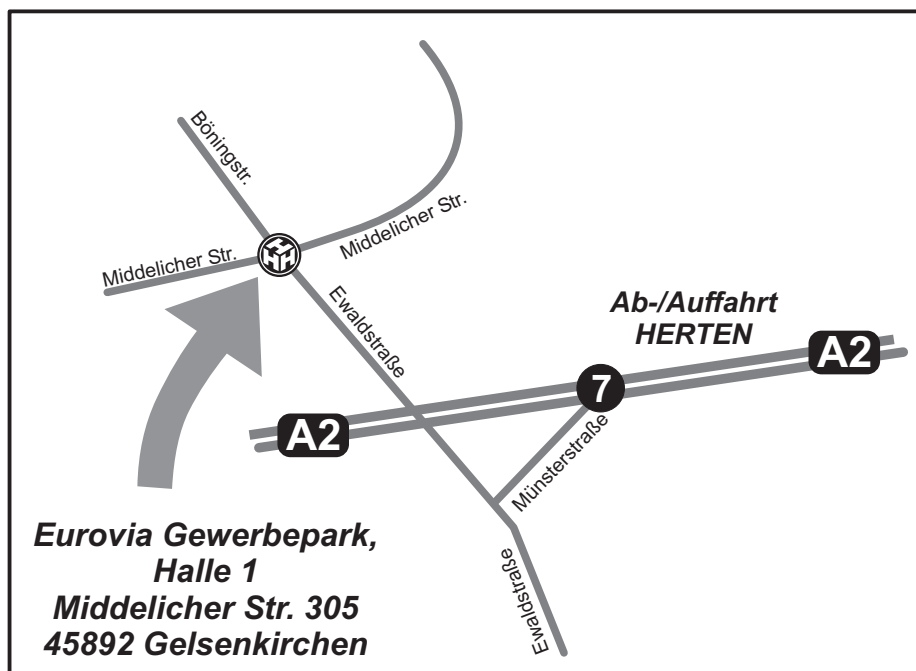 Böningstr.
Middelicher Str.
Middelicher Str.
HHH
Ewaldstraße
Ab-/Auffahrt
HERTEN
A2
7
A2
Münsterstraße
Ewaldstraße
Eurovia Gewerbepark,
Halle 1
Middelicher Str. 305
45892 Gelsenkirchen